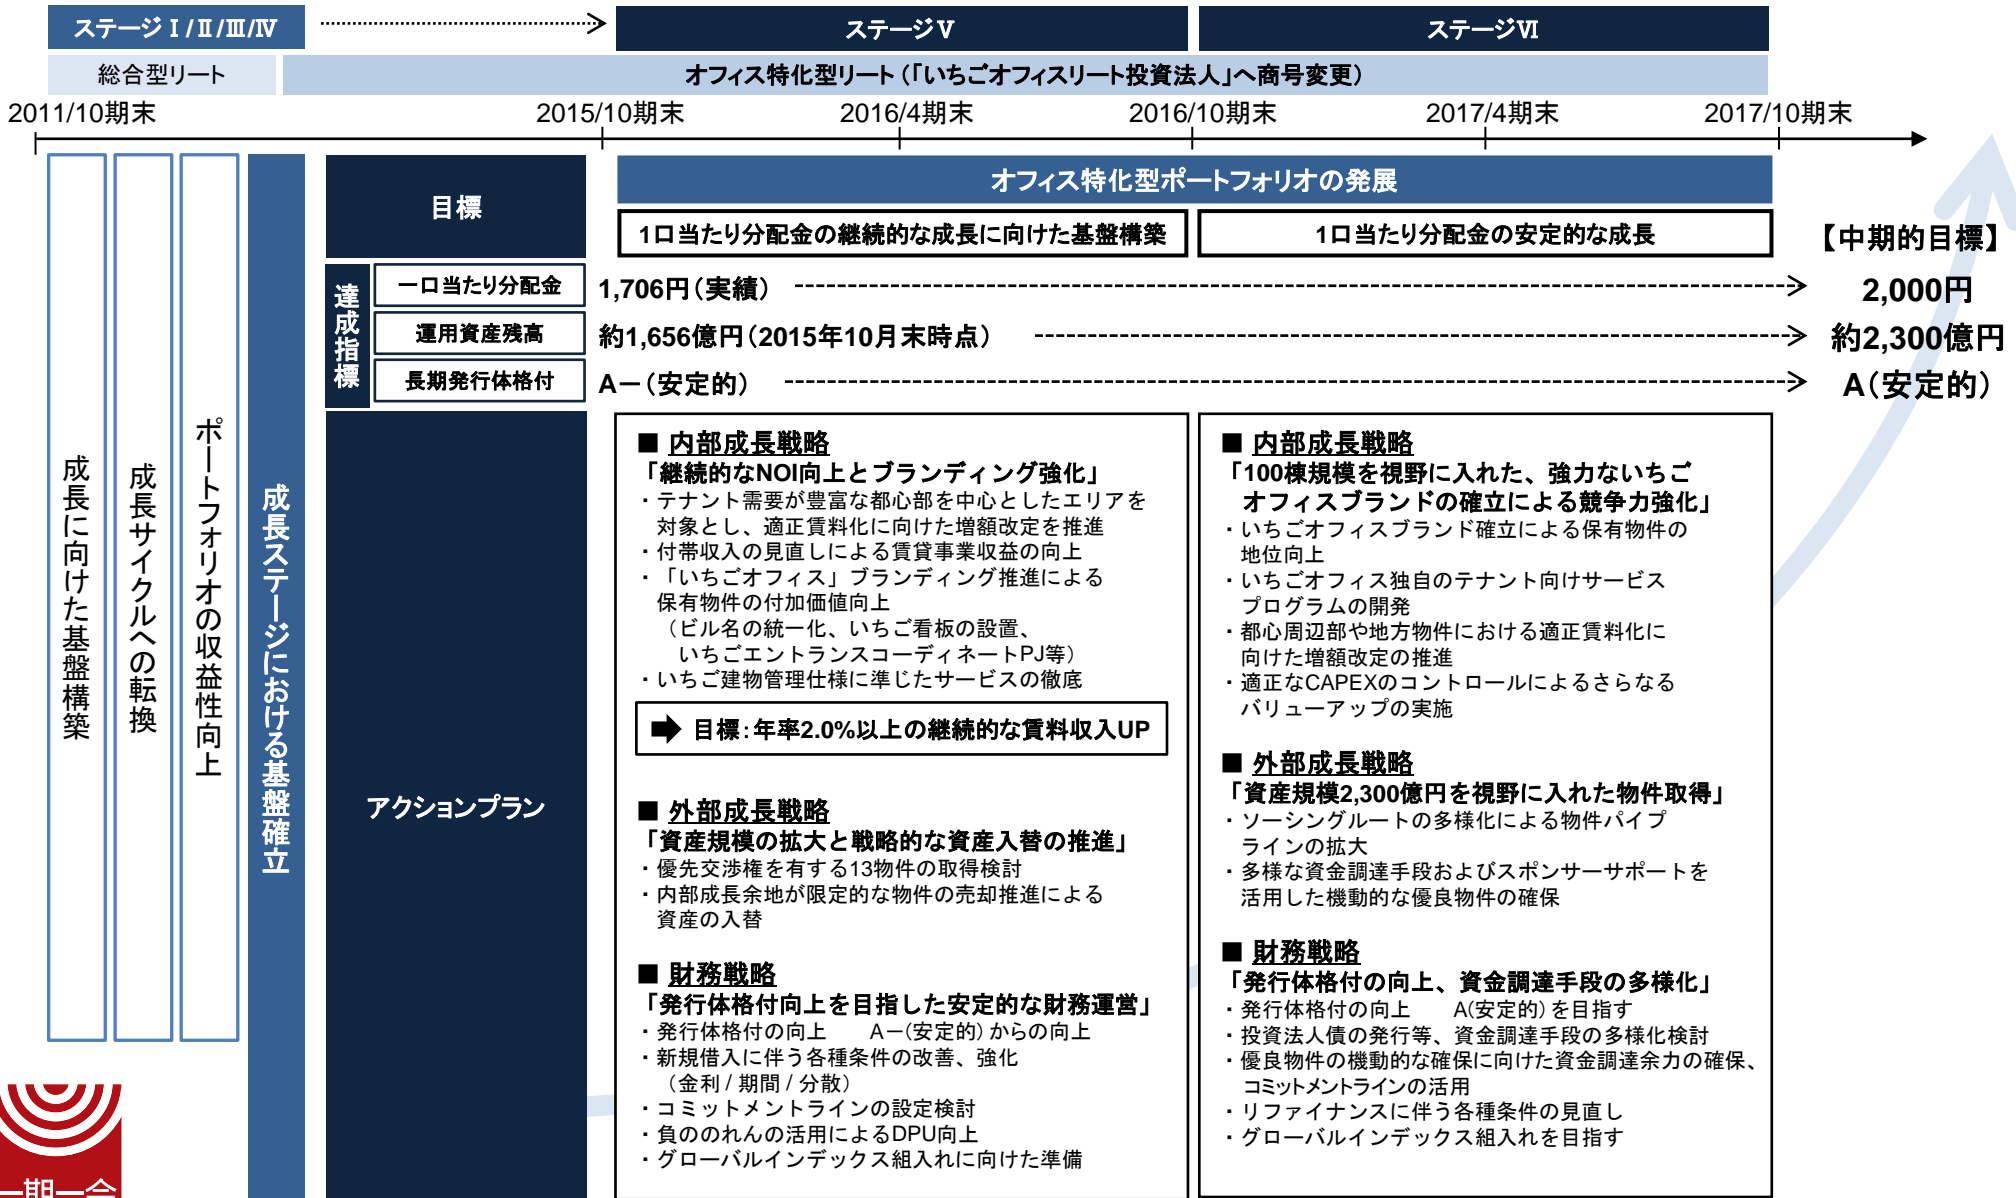 ステージⅠ/Ⅱ/Ⅲ/Ⅳ
ステージⅤ
ステージⅥ
総合型リート
オフィス特化型リート（「いちごオフィスリート投資法人」へ商号変更）
2011/10期末
2015/10期末
2016/4期末
2016/10期末
2017/4期末
2017/10期末
成長に向けた基盤構築
成長サイクルへの転換
ポートフォリオの収益性向上
成長ステージにおける基盤確立
目標
オフィス特化型ポートフォリオの発展
1口当たり分配金の継続的な成長に向けた基盤構築
1口当たり分配金の安定的な成長
【中期的目標】
達成指標
一口当たり分配金
1,706円（実績）
2,000円
運用資産残高
約1,656億円（2015年10月末時点）
約2,300億円
長期発行体格付
A－（安定的）
A（安定的）
アクションプラン
■ 内部成長戦略
「継続的なNOI向上とブランディング強化」
・テナント需要が豊富な都心部を中心としたエリアを
対象とし、適正賃料化に向けた増額改定を推進
・付帯収入の見直しによる賃貸事業収益の向上
・「いちごオフィス」ブランディング推進による
保有物件の付加価値向上
（ビル名の統一化、いちご看板の設置、
いちごエントランスコーディネートPJ等）
・いちご建物管理仕様に準じたサービスの徹底
➡ 目標：年率2.0%以上の継続的な賃料収入UP
■ 外部成長戦略
「資産規模の拡大と戦略的な資産入替の推進」
・優先交渉権を有する13物件の取得検討
・内部成長余地が限定的な物件の売却推進による
資産の入替
■ 財務戦略
「発行体格付向上を目指した安定的な財務運営」
・発行体格付の向上　A－(安定的)からの向上
・新規借入に伴う各種条件の改善、強化
（金利 / 期間 / 分散）
・コミットメントラインの設定検討
・負ののれんの活用によるDPU向上
・グローバルインデックス組入れに向けた準備
■ 内部成長戦略
「100棟規模を視野に入れた、強力ないちご
オフィスブランドの確立による競争力強化」
・いちごオフィスブランド確立による保有物件の
地位向上
・いちごオフィス独自のテナント向けサービス
プログラムの開発
・都心周辺部や地方物件における適正賃料化に
向けた増額改定の推進
・適正なCAPEXのコントロールによるさらなる
バリューアップの実施
■ 外部成長戦略
「資産規模2,300億円を視野に入れた物件取得」
・ソーシングルートの多様化による物件パイプ
ラインの拡大
・多様な資金調達手段およびスポンサーサポートを
活用した機動的な優良物件の確保
■ 財務戦略
「発行体格付の向上、資金調達手段の多様化」
・発行体格付の向上　A(安定的)を目指す
・投資法人債の発行等、資金調達手段の多様化検討
・優良物件の機動的な確保に向けた資金調達余力の確保、
コミットメントラインの活用
・リファイナンスに伴う各種条件の見直し
・グローバルインデックス組入れを目指す
一期一会